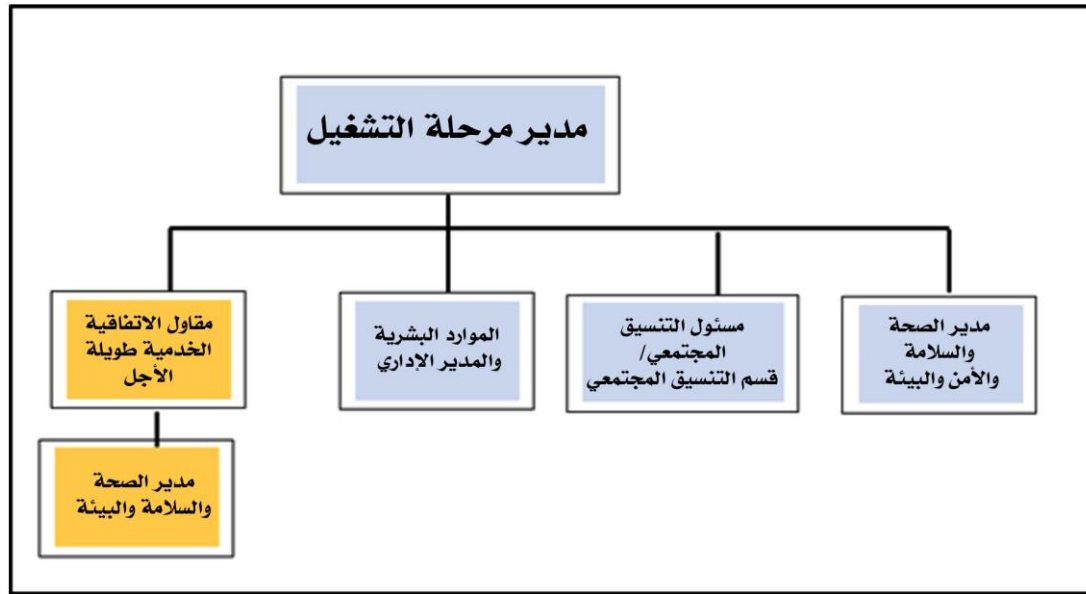 مدير مرحلة التشغيل
مدير الصحة
والسلامة
والأمن والبيئة
مسئول التنسيق
المجتمعي/
قسم التنسيق المجتمعي
الموارد البشرية
والمدير الإداري
مقاول الاتفاقية
الخدمية طويلة
الأجل
مدير الصحة
والسلامة والبيئة